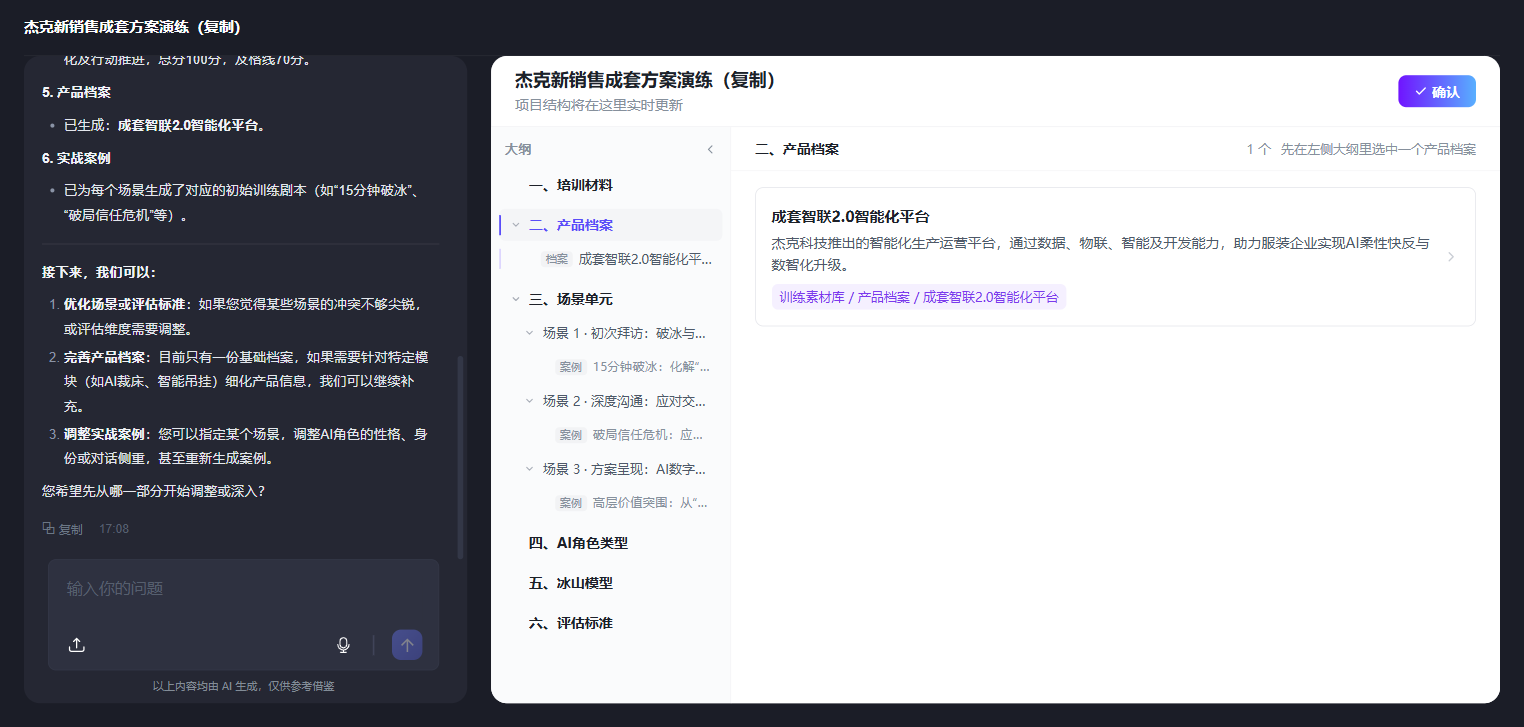 杰克新销售成套方案演练（复制）
化及行动推进，总分100分，及格线70分。
5. 产品档案
• 已生成：成套智联2.0智能化平台。
6. 实战案例
• 已为每个场景生成了对应的初始训练剧本（如“15分钟破冰”、
“破局信任危机”等）。
接下来，我们可以：
1. 优化场景或评估标准：如果您觉得某些场景的冲突不够尖锐，
或评估维度需要调整。
2. 完善产品档案：目前只有一份基础档案，如果需要针对特定模
块（如AI裁床、智能吊挂）细化产品信息，我们可以继续补
充。
3. 调整实战案例：您可以指定某个场景，调整AI角色的性格、身
份或对话侧重，甚至重新生成案例。
您希望先从哪一部分开始调整或深入？
复制 17:08
输入你的问题
以上内容均由 AI 生成，仅供参考借鉴
杰克新销售成套方案演练（复制）
项目结构将在这里实时更新
确认
大纲
一、培训材料
二、产品档案
档案 成套智联2.0智能化平...
三、场景单元
场景 1 · 初次拜访：破冰与...
案例 15分钟破冰：化解“...
场景 2 · 深度沟通：应对交...
案例 破局信任危机：应...
场景 3 · 方案呈现：AI数字...
案例 高层价值突围：从“...
四、AI角色类型
五、冰山模型
六、评估标准
二、产品档案
1 个 先在左侧大纲里选中一个产品档案
成套智联2.0智能化平台
杰克科技推出的智能化生产运营平台，通过数据、物联、智能及开发能力，助力服装企业实现AI柔性快反与
数智化升级。
训练素材库 / 产品档案 / 成套智联2.0智能化平台